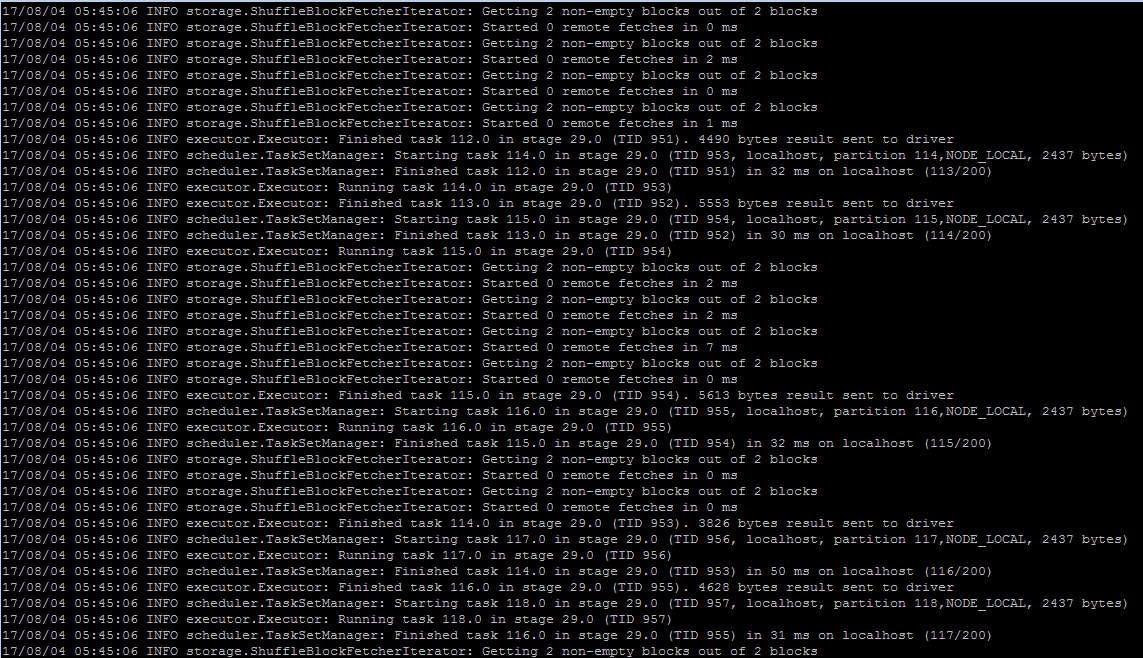 17/08/04 05:45:06 INFO storage.ShuffleBlockFetcherIterator: Getting 2 non-empty blocks out of 2 blocks
17/08/04 05:45:06 INFO storage.ShuffleBlockFetcherIterator: Started 0 remote fetches in 0 ms
17/08/04 05:45:06 INFO storage.ShuffleBlockFetcherIterator: Getting 2 non-empty blocks out of 2 blocks
17/08/04 05:45:06 INFO storage.ShuffleBlockFetcherIterator: Started 0 remote fetches in 2 ms
17/08/04 05:45:06 INFO storage.ShuffleBlockFetcherIterator: Getting 2 non-empty blocks out of 2 blocks
17/08/04 05:45:06 INFO storage.ShuffleBlockFetcherIterator: Started 0 remote fetches in 0 ms
17/08/04 05:45:06 INFO storage.ShuffleBlockFetcherIterator: Getting 2 non-empty blocks out of 2 blocks
17/08/04 05:45:06 INFO storage.ShuffleBlockFetcherIterator: Started 0 remote fetches in 1 ms
17/08/04 05:45:06 INFO executor.Executor: Finished task 112.0 in stage 29.0 (TID 951). 4490 bytes result sent to driver
17/08/04 05:45:06 INFO scheduler.TaskSetManager: Starting task 114.0 in stage 29.0 (TID 953, localhost, partition 114,NODE_LOCAL, 2437 bytes)
17/08/04 05:45:06 INFO scheduler.TaskSetManager: Finished task 112.0 in stage 29.0 (TID 951) in 32 ms on localhost (113/200)
17/08/04 05:45:06 INFO executor.Executor: Running task 114.0 in stage 29.0 (TID 953)
17/08/04 05:45:06 INFO executor.Executor: Finished task 113.0 in stage 29.0 (TID 952). 5553 bytes result sent to driver
17/08/04 05:45:06 INFO scheduler.TaskSetManager: Starting task 115.0 in stage 29.0 (TID 954, localhost, partition 115,NODE_LOCAL, 2437 bytes)
17/08/04 05:45:06 INFO scheduler.TaskSetManager: Finished task 113.0 in stage 29.0 (TID 952) in 30 ms on localhost (114/200)
17/08/04 05:45:06 INFO executor.Executor: Running task 115.0 in stage 29.0 (TID 954)
17/08/04 05:45:06 INFO storage.ShuffleBlockFetcherIterator: Getting 2 non-empty blocks out of 2 blocks
17/08/04 05:45:06 INFO storage.ShuffleBlockFetcherIterator: Started 0 remote fetches in 2 ms
17/08/04 05:45:06 INFO storage.ShuffleBlockFetcherIterator: Getting 2 non-empty blocks out of 2 blocks
17/08/04 05:45:06 INFO storage.ShuffleBlockFetcherIterator: Started 0 remote fetches in 2 ms
17/08/04 05:45:06 INFO storage.ShuffleBlockFetcherIterator: Getting 2 non-empty blocks out of 2 blocks
17/08/04 05:45:06 INFO storage.ShuffleBlockFetcherIterator: Started 0 remote fetches in 7 ms
17/08/04 05:45:06 INFO storage.ShuffleBlockFetcherIterator: Getting 2 non-empty blocks out of 2 blocks
17/08/04 05:45:06 INFO storage.ShuffleBlockFetcherIterator: Started 0 remote fetches in 0 ms
17/08/04 05:45:06 INFO executor.Executor: Finished task 115.0 in stage 29.0 (TID 954). 5613 bytes result sent to driver
17/08/04 05:45:06 INFO scheduler.TaskSetManager: Starting task 116.0 in stage 29.0 (TID 955, localhost, partition 116,NODE_LOCAL, 2437 bytes)
17/08/04 05:45:06 INFO executor.Executor: Running task 116.0 in stage 29.0 (TID 955)
17/08/04 05:45:06 INFO scheduler.TaskSetManager: Finished task 115.0 in stage 29.0 (TID 954) in 32 ms on localhost (115/200)
17/08/04 05:45:06 INFO storage.ShuffleBlockFetcherIterator: Getting 2 non-empty blocks out of 2 blocks
17/08/04 05:45:06 INFO storage.ShuffleBlockFetcherIterator: Started 0 remote fetches in 0 ms
17/08/04 05:45:06 INFO storage.ShuffleBlockFetcherIterator: Getting 2 non-empty blocks out of 2 blocks
17/08/04 05:45:06 INFO storage.ShuffleBlockFetcherIterator: Started 0 remote fetches in 0 ms
17/08/04 05:45:06 INFO executor.Executor: Finished task 114.0 in stage 29.0 (TID 953). 3826 bytes result sent to driver
17/08/04 05:45:06 INFO scheduler.TaskSetManager: Starting task 117.0 in stage 29.0 (TID 956, localhost, partition 117,NODE_LOCAL, 2437 bytes)
17/08/04 05:45:06 INFO executor.Executor: Running task 117.0 in stage 29.0 (TID 956)
17/08/04 05:45:06 INFO scheduler.TaskSetManager: Finished task 114.0 in stage 29.0 (TID 953) in 50 ms on localhost (116/200)
17/08/04 05:45:06 INFO executor.Executor: Finished task 116.0 in stage 29.0 (TID 955). 4628 bytes result sent to driver
17/08/04 05:45:06 INFO scheduler.TaskSetManager: Starting task 118.0 in stage 29.0 (TID 957, localhost, partition 118,NODE_LOCAL, 2437 bytes)
17/08/04 05:45:06 INFO executor.Executor: Running task 118.0 in stage 29.0 (TID 957)
17/08/04 05:45:06 INFO scheduler.TaskSetManager: Finished task 116.0 in stage 29.0 (TID 955) in 31 ms on localhost (117/200)
17/08/04 05:45:06 INFO storage.ShuffleBlockFetcherIterator: Getting 2 non-empty blocks out of 2 blocks